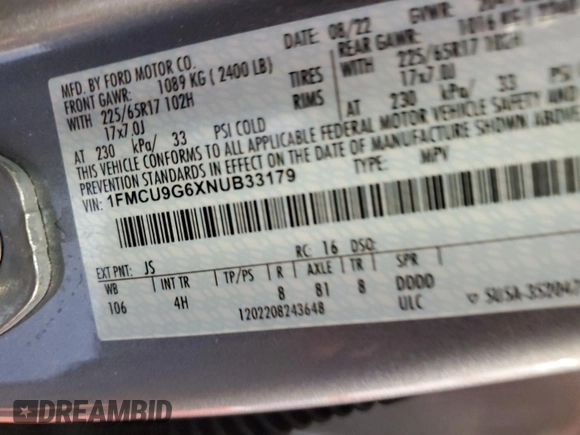 MFD. BY FORD MOTOR CO.
DATE: 08/22 GVWR:
FRONT GAWR: 1089 KG ( 2400 LB) REAR GAWR: 1016 KG
WITH 225/65R17 102H TIRES WITH 225/65R17 102H
17x7.0J RIMS 17x7.0J
AT 230 kPa/ 33 PSI COLD AT 230 kPa/ 33
THIS VEHICLE CONFORMS TO ALL APPLICABLE FEDERAL MOTOR VEHICLE SAFETY AND
PREVENTION STANDARDS IN EFFECT ON THE DATE OF MANUFACTURE SHOWN ABOVE
VIN: 1FMCU9G6XNUB33179 TYPE: MPV
EXT PNT: JS RC: 16 DSO:
WB INT TR TP/PS R AXLE TR SPR
106 4H 8 81 8 DDDD
1202208243648 ULC
DREAMBID